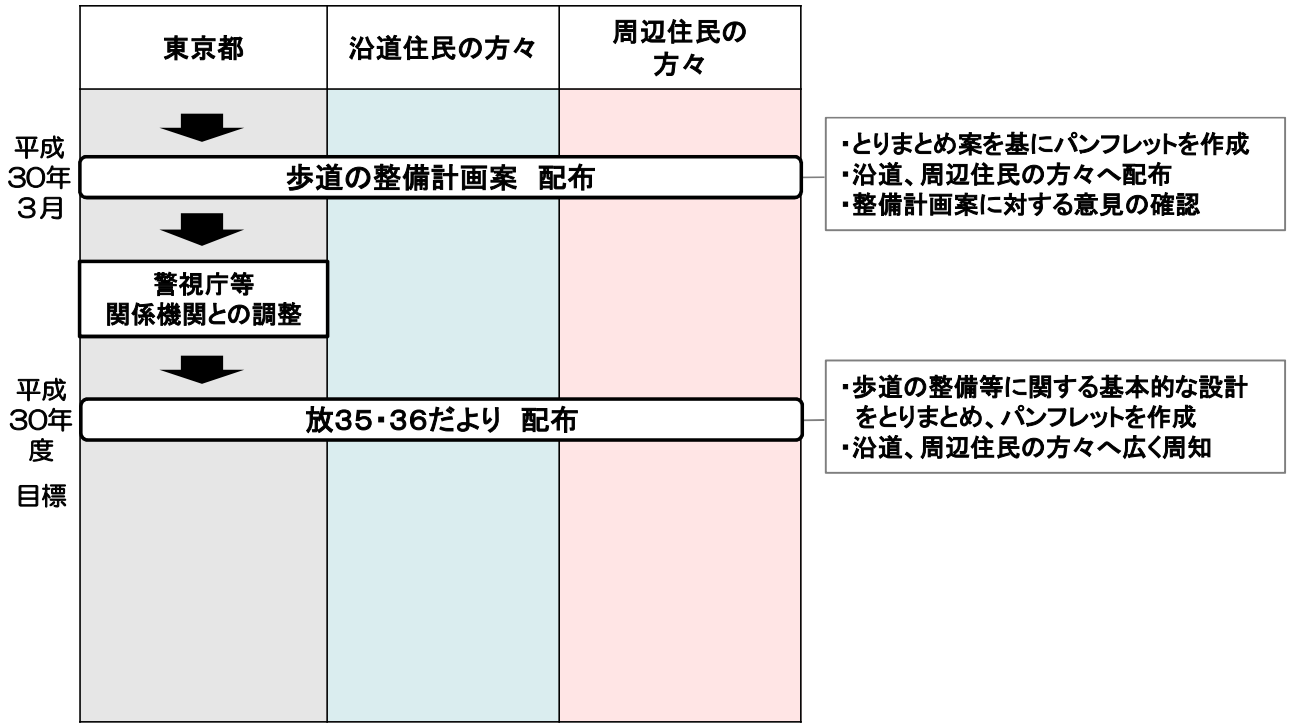 東京都
沿道住民の方々
周辺住民の
方々
平成
30年
3月
歩道の整備計画案　配布
・とりまとめ案を基にパンフレットを作成
・沿道、周辺住民の方々へ配布
・整備計画案に対する意見の確認
警視庁等
関係機関との調整
平成
30年
度
目標
放35・36だより　配布
・歩道の整備等に関する基本的な設計
をとりまとめ、パンフレットを作成
・沿道、周辺住民の方々へ広く周知